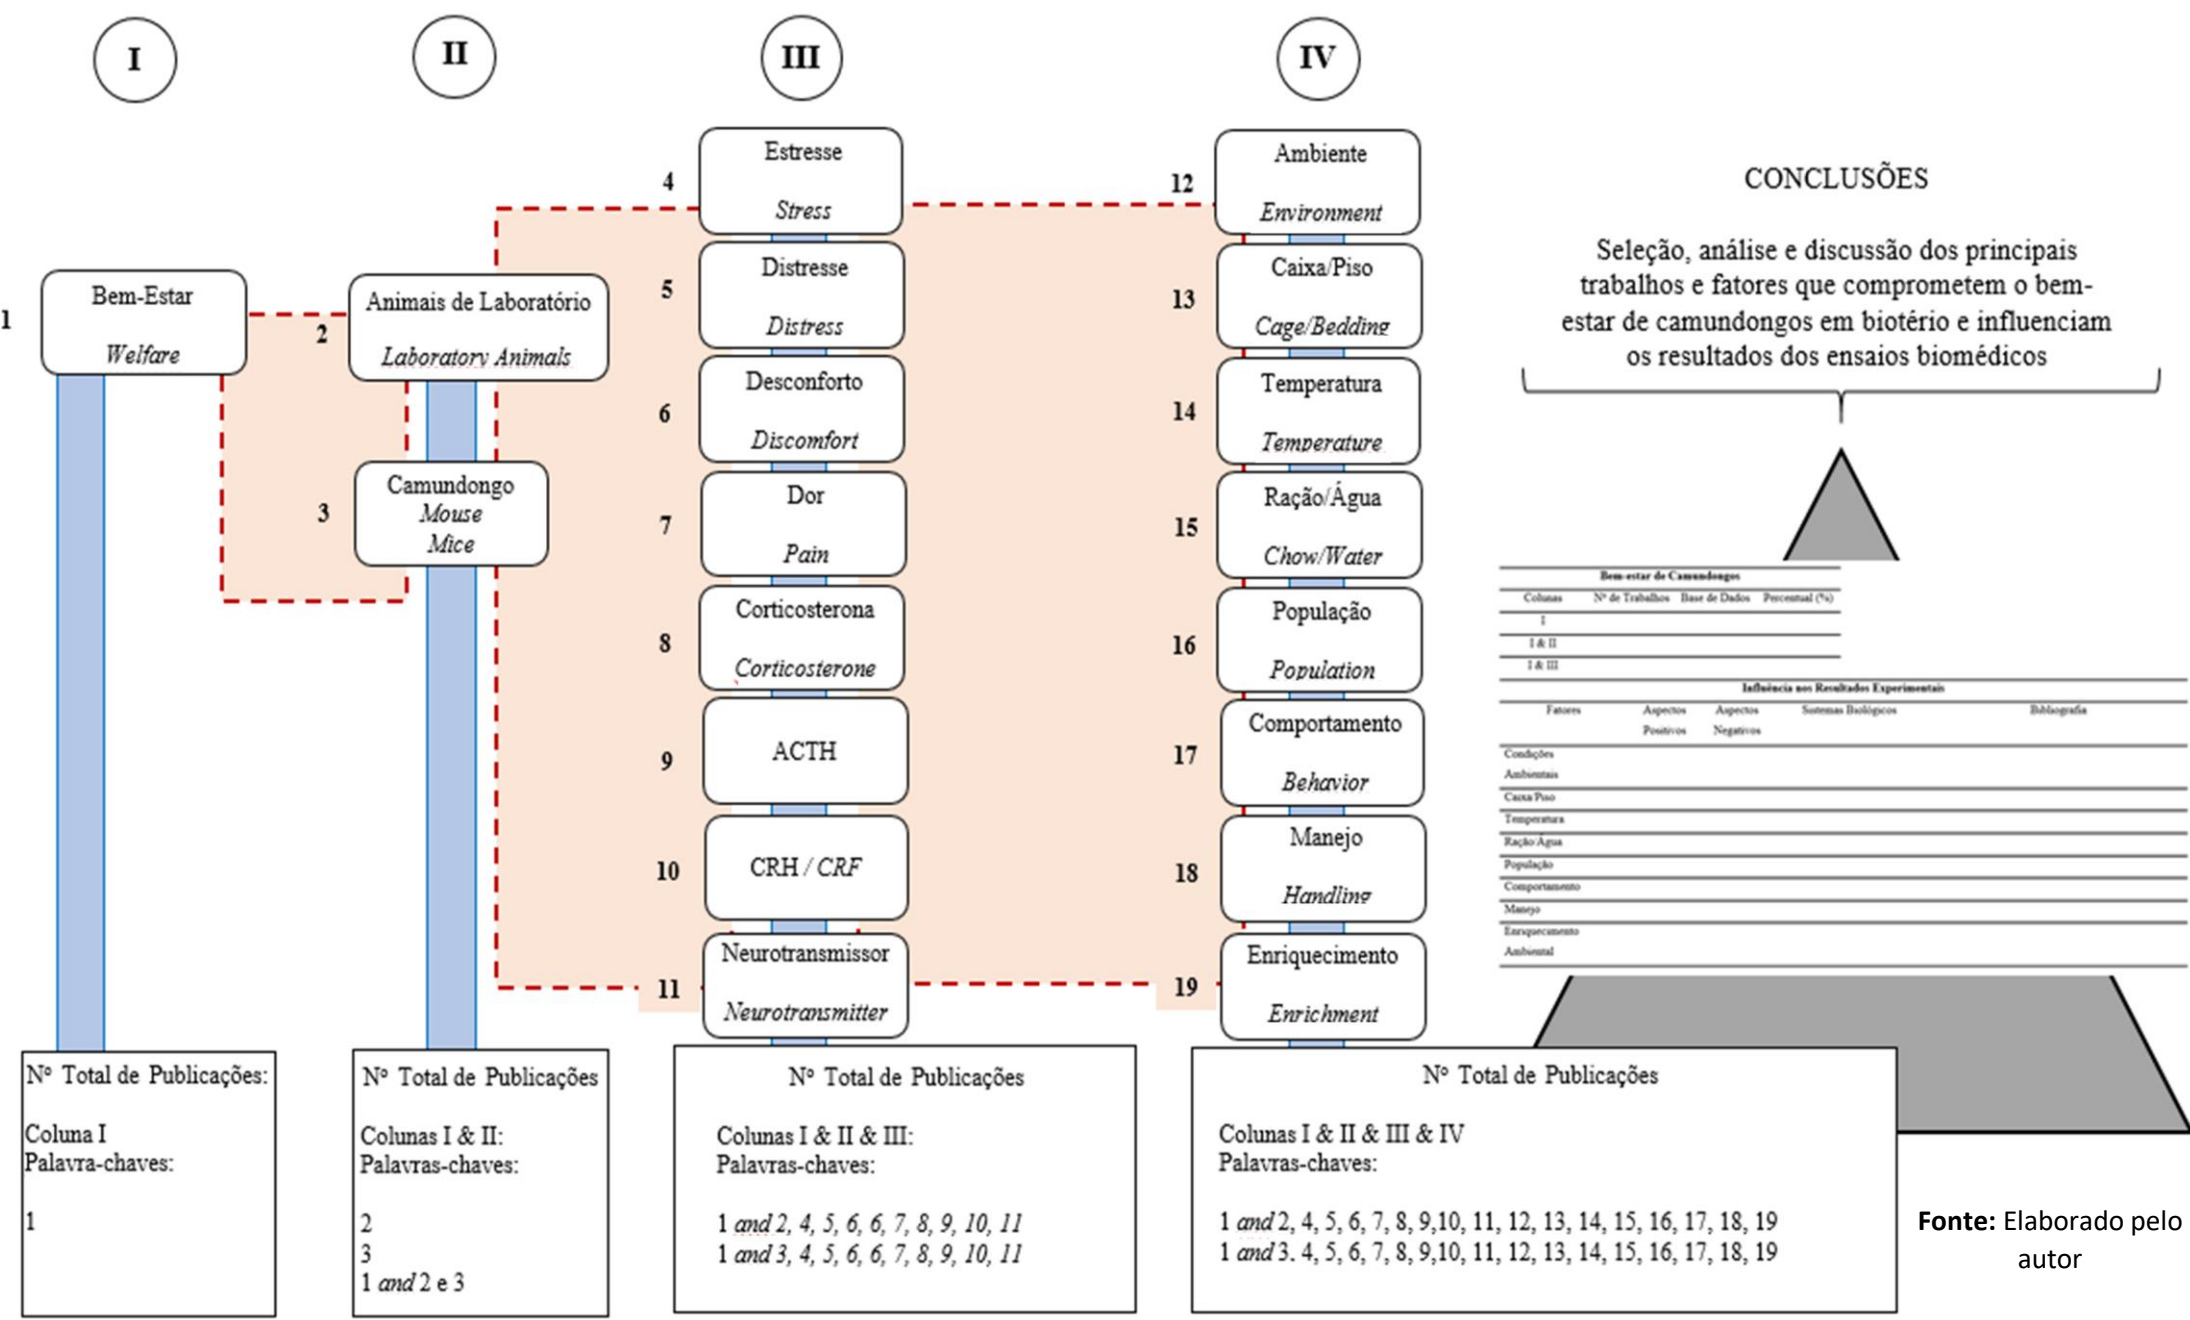 I
II
III
IV
1
Bem-Estar
Welfare
2
Animais de Laboratório
Laboratory Animals
3
Camundongo
Mouse
Mice
4
Estresse
Stress
5
Distresse
Distress
6
Desconforto
Discomfort
7
Dor
Pain
8
Corticosterona
Corticosterone
9
ACTH
10
CRH / CRF
11
Neurotransmissor
Neurotransmitter
12
Ambiente
Environment
13
Caixa/Piso
Cage/Bedding
14
Temperatura
Temperature
15
Ração/Água
Chow/Water
16
População
Population
17
Comportamento
Behavior
18
Manejo
Handling
19
Enriquecimento
Enrichment
CONCLUSÕES
Seleção, análise e discussão dos principais
trabalhos e fatores que comprometem o bem-
estar de camundongos em biotério e influenciam
os resultados dos ensaios biomédicos
Bem-estar de Camundongos
Colunas Nº de Trabalhos Base de Dados Percentual (%)
I
I & II
I & III
Influência nos Resultados Experimentais
Fatores Aspectos Aspectos Sistemas Biológicos Bibliografia
Positivos Negativos
Condições
Ambientais
Caixa/Piso
Temperatura
Ração/Água
População
Comportamento
Manejo
Enriquecimento
Ambiental
Nº Total de Publicações:
Coluna I
Palavra-chaves:
1
Nº Total de Publicações
Colunas I & II:
Palavras-chaves:
2
3
1 and 2 e 3
Nº Total de Publicações
Colunas I & II & III:
Palavras-chaves:
1 and 2, 4, 5, 6, 6, 7, 8, 9, 10, 11
1 and 3, 4, 5, 6, 6, 7, 8, 9, 10, 11
Nº Total de Publicações
Colunas I & II & III & IV
Palavras-chaves:
1 and 2, 4, 5, 6, 7, 8, 9,10, 11, 12, 13, 14, 15, 16, 17, 18, 19
1 and 3. 4, 5, 6, 7, 8, 9,10, 11, 12, 13, 14, 15, 16, 17, 18, 19
Fonte: Elaborado pelo
autor